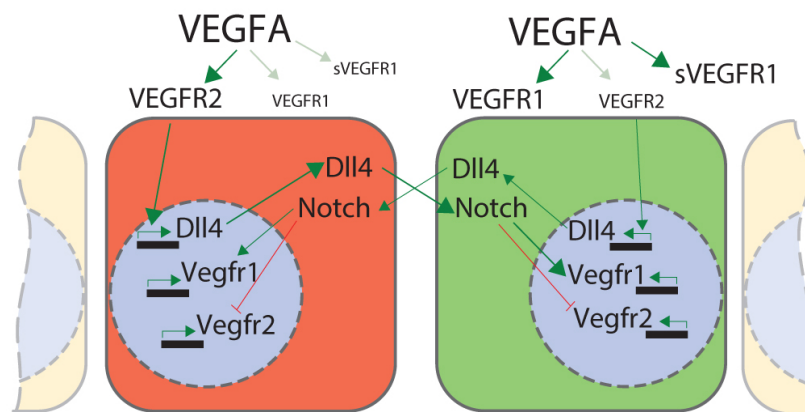 VEGFA
sVEGFR1
VEGFR2
VEGFR1
VEGFA
sVEGFR1
VEGFR1
VEGFR2
Dll4
Notch
Dll4
Vegfr1
Vegfr2
Dll4
Notch
Dll4
Vegfr1
Vegfr2